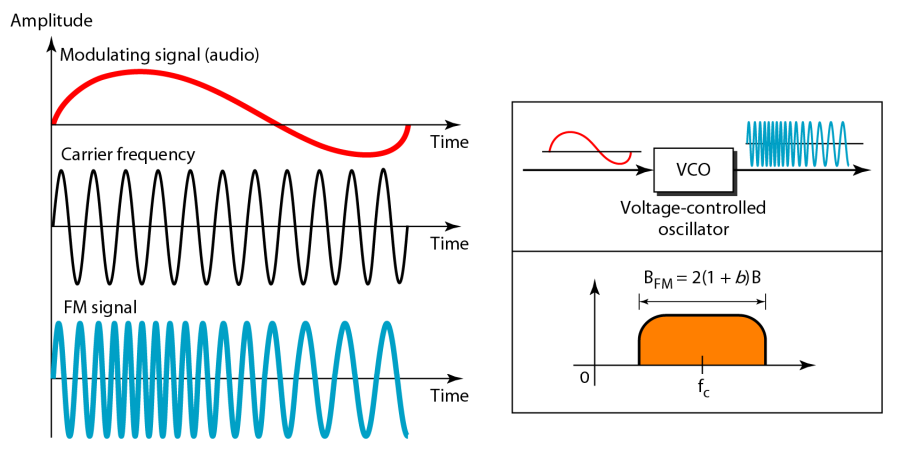 Amplitude
Modulating signal (audio)
Time
Carrier frequency
Time
FM signal
Time
VCO
Voltage-controlled
oscillator
B_FM = 2(1 + b)B
0
f_c